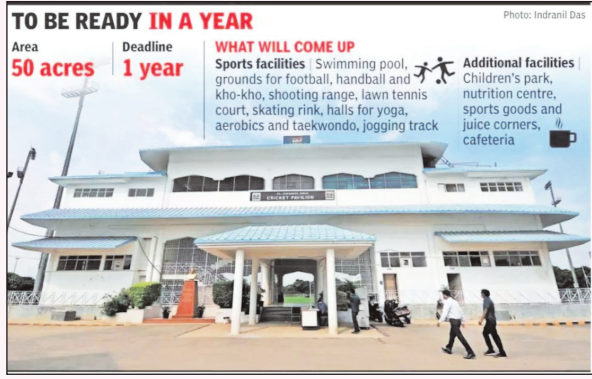 TO BE READY IN A YEAR
Photo: Indranil Das
Area
50 acres
Deadline
1 year
WHAT WILL COME UP
Sports facilities | Swimming pool,
grounds for football, handball and
kho-kho, shooting range, lawn tennis
court, skating rink, halls for yoga,
aerobics and taekwondo, jogging track
Additional facilities |
Children's park,
nutrition centre,
sports goods and
juice corners,
cafeteria
CRICKET PAVILION